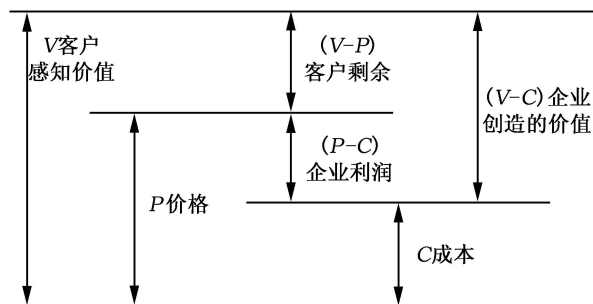 V客户
感知价值
(V-P)
客户剩余
(V-C)企业
创造的价值
(P-C)
企业利润
P价格
C成本